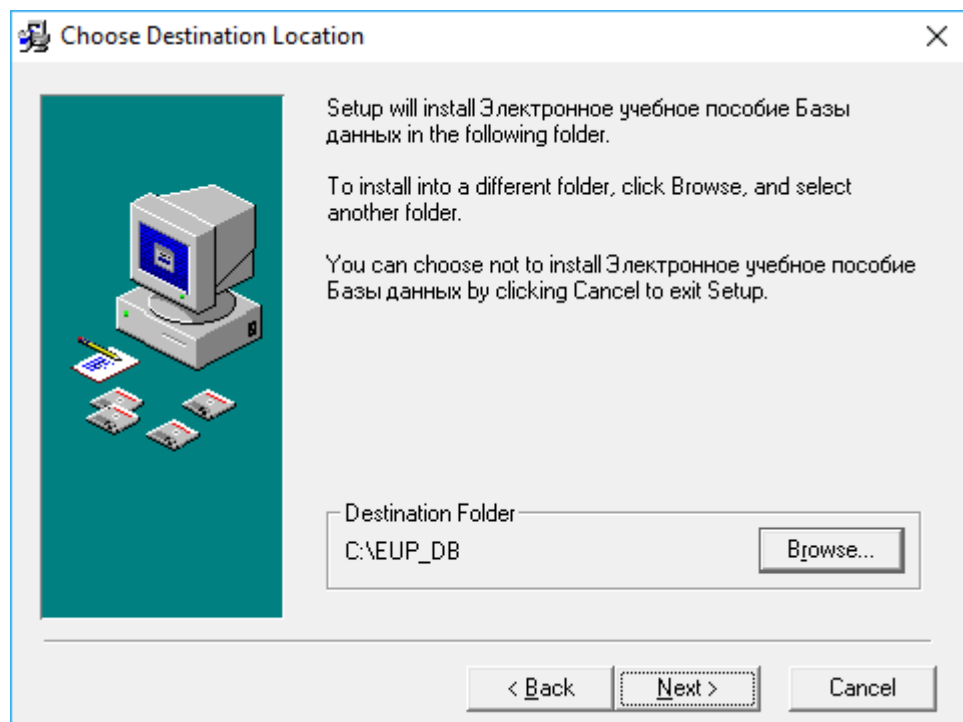 Choose Destination Location
Setup will install Электронное учебное пособие Базы
данных in the following folder.
To install into a different folder, click Browse, and select
another folder.
You can choose not to install Электронное учебное пособие
Базы данных by clicking Cancel to exit Setup.
Destination Folder
C:\EUP_DB
Browse...
< Back
Next >
Cancel